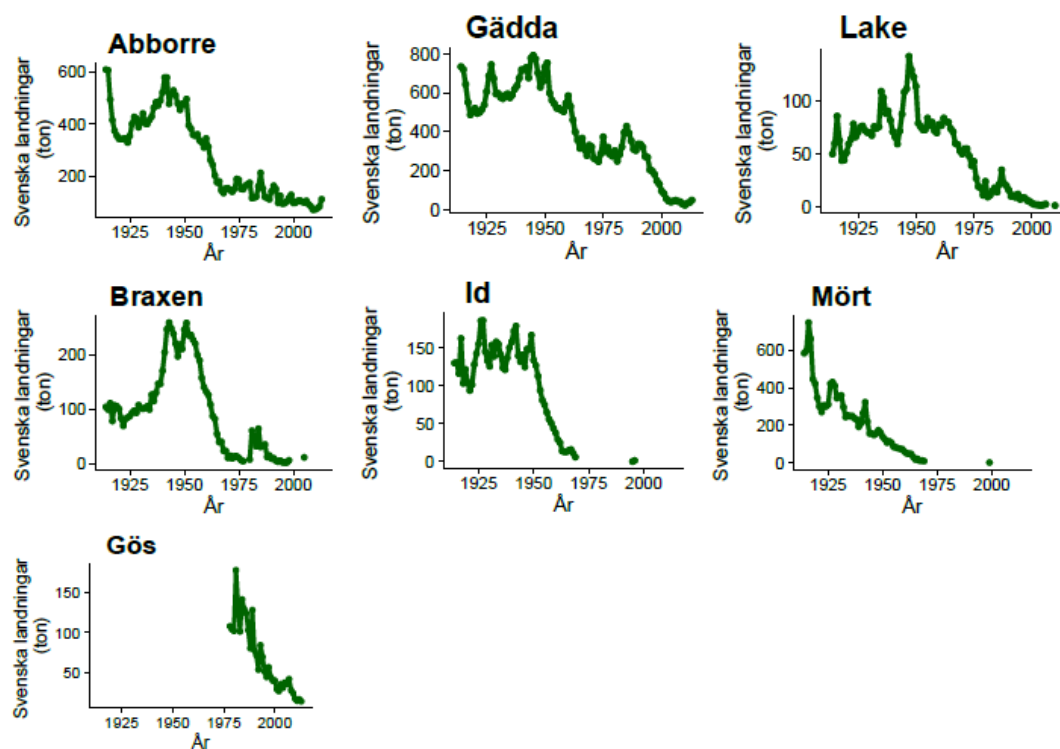 Abborre
Svenska landningar
(ton)
600
400
200
1925
1950
1975
2000
År
Gädda
Svenska landningar
(ton)
800
600
400
200
0
1925
1950
1975
2000
År
Lake
Svenska landningar
(ton)
100
50
0
1925
1950
1975
2000
År
Braxen
Svenska landningar
(ton)
200
100
0
1925
1950
1975
2000
År
Id
Svenska landningar
(ton)
150
100
50
0
1925
1950
1975
2000
År
Mört
Svenska landningar
(ton)
600
400
200
0
1925
1950
1975
2000
År
Gös
Svenska landningar
(ton)
150
100
50
1925
1950
1975
2000
År